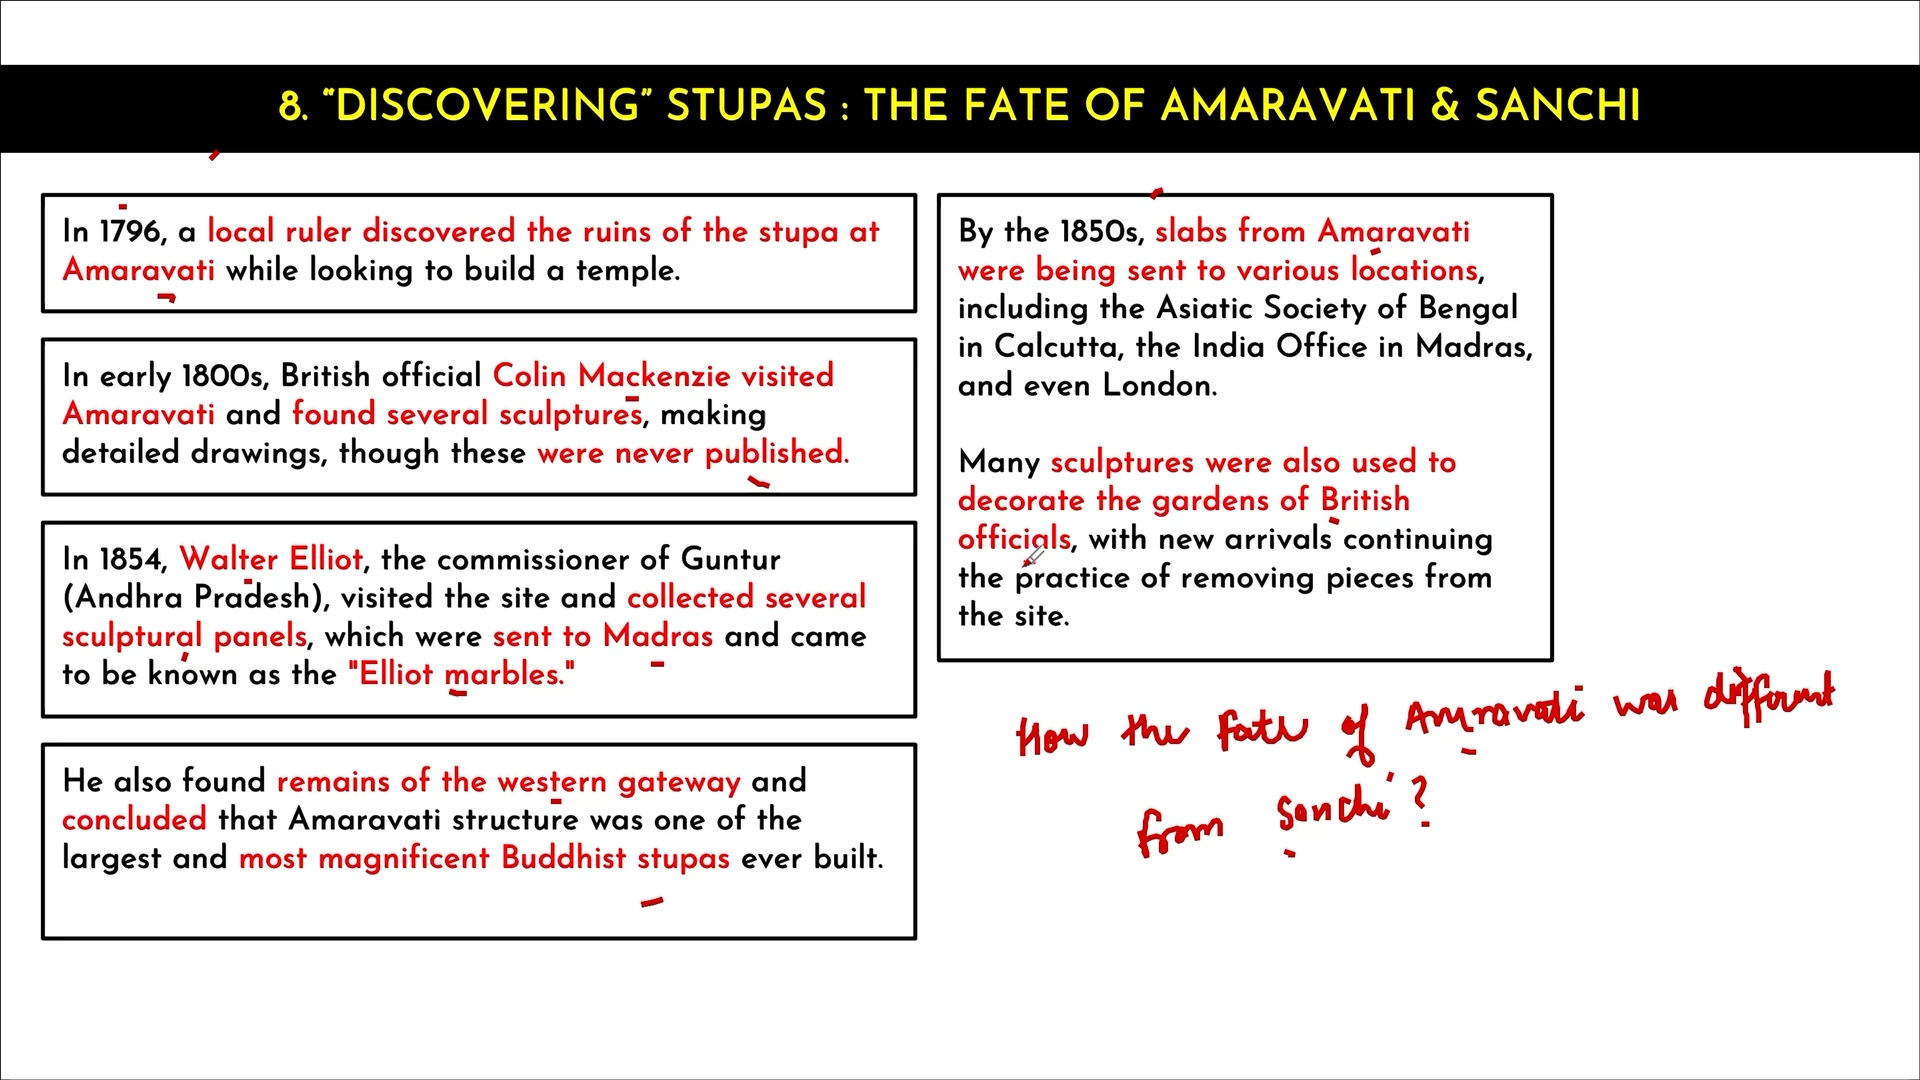 8. “DISCOVERING” STUPAS : THE FATE OF AMARAVATI & SANCHI
In 1796, a local ruler discovered the ruins of the stupa at
Amaravati while looking to build a temple.
In early 1800s, British official Colin Mackenzie visited
Amaravati and found several sculptures, making
detailed drawings, though these were never published.
In 1854, Walter Elliot, the commissioner of Guntur
(Andhra Pradesh), visited the site and collected several
sculptural panels, which were sent to Madras and came
to be known as the "Elliot marbles."
He also found remains of the western gateway and
concluded that Amaravati structure was one of the
largest and most magnificent Buddhist stupas ever built.
By the 1850s, slabs from Amaravati
were being sent to various locations,
including the Asiatic Society of Bengal
in Calcutta, the India Office in Madras,
and even London.
Many sculptures were also used to
decorate the gardens of British
officials, with new arrivals continuing
the practice of removing pieces from
the site.
How the fate of Amravati was different
from Sanchi ?